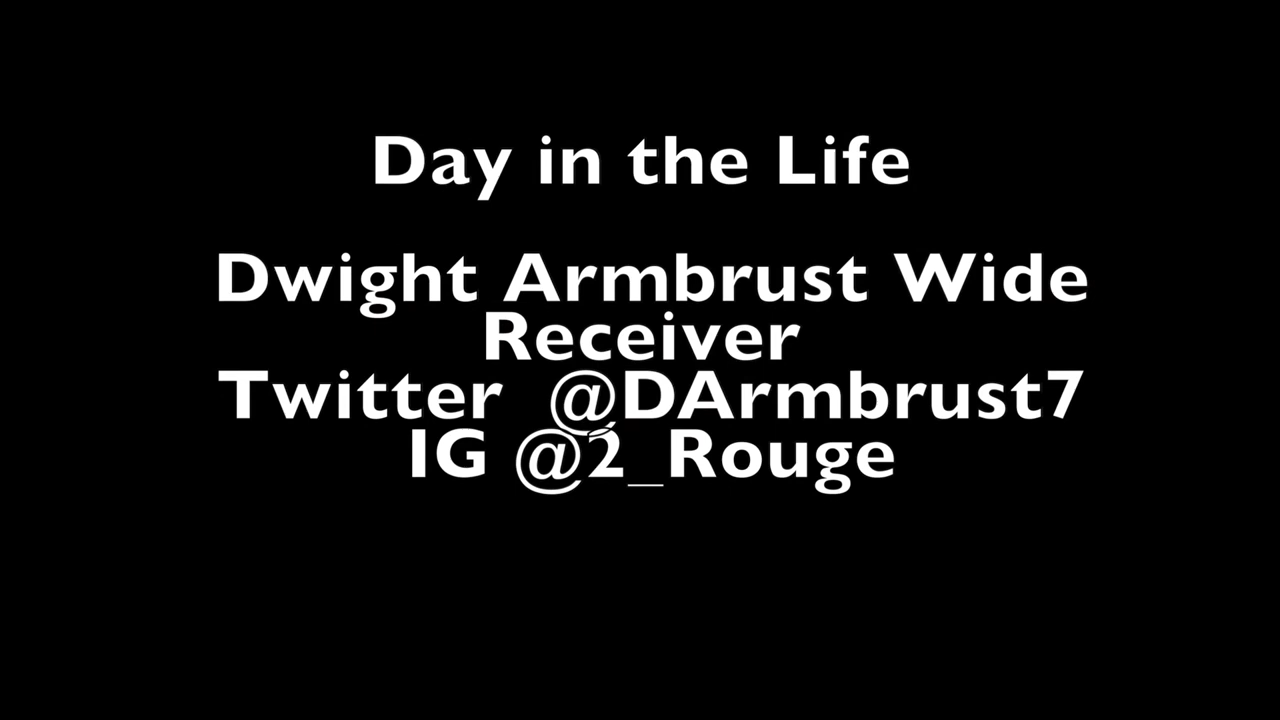 Day in the Life
Dwight Armbrust Wide
Receiver
Twitter @DArmbrust7
IG @2_Rouge